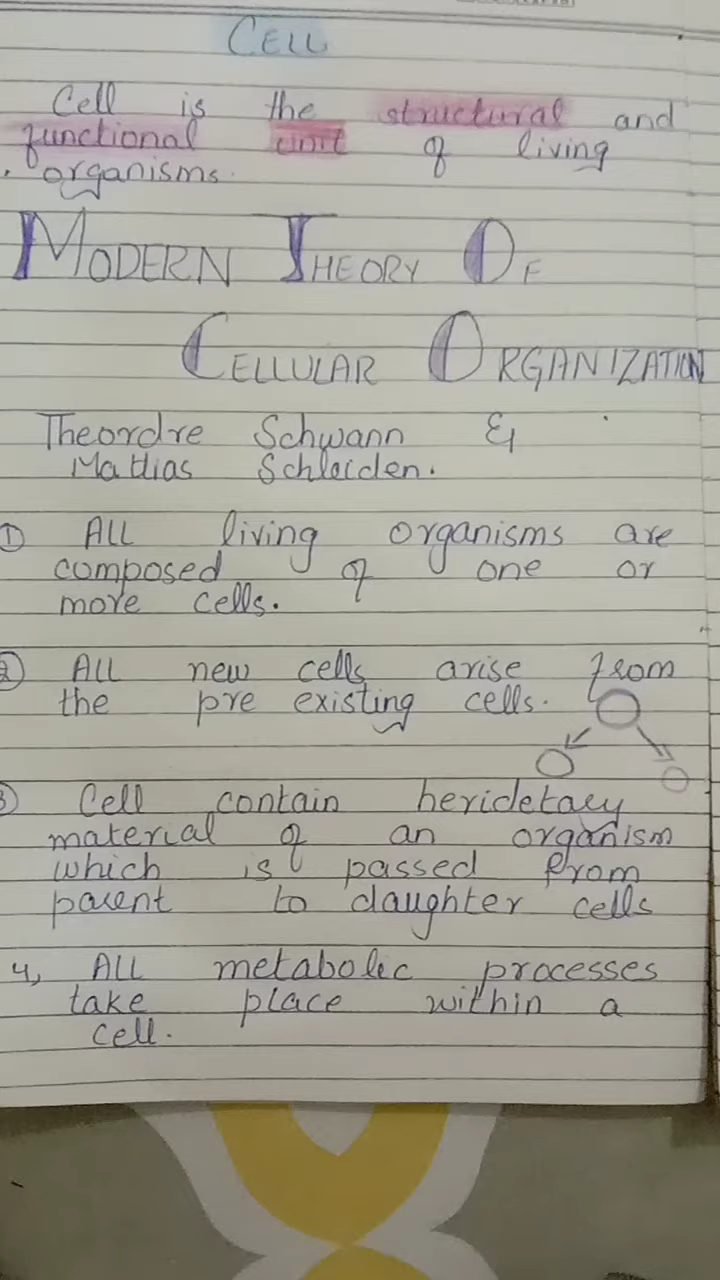 CELL
Cell is the structural and
functional unit of living
organisms.
MODERN THEORY OF
CELLULAR ORGANIZATION
Theordre Schwann &
Mattias Schleiden.
① All living organisms are
composed of one or
more cells.
② All new cells arise from
the pre existing cells.
③ Cell contain heridetary
material of an organism
which is passed from
parent to daughter cells
4, All metabolic processes
take place within a
cell.